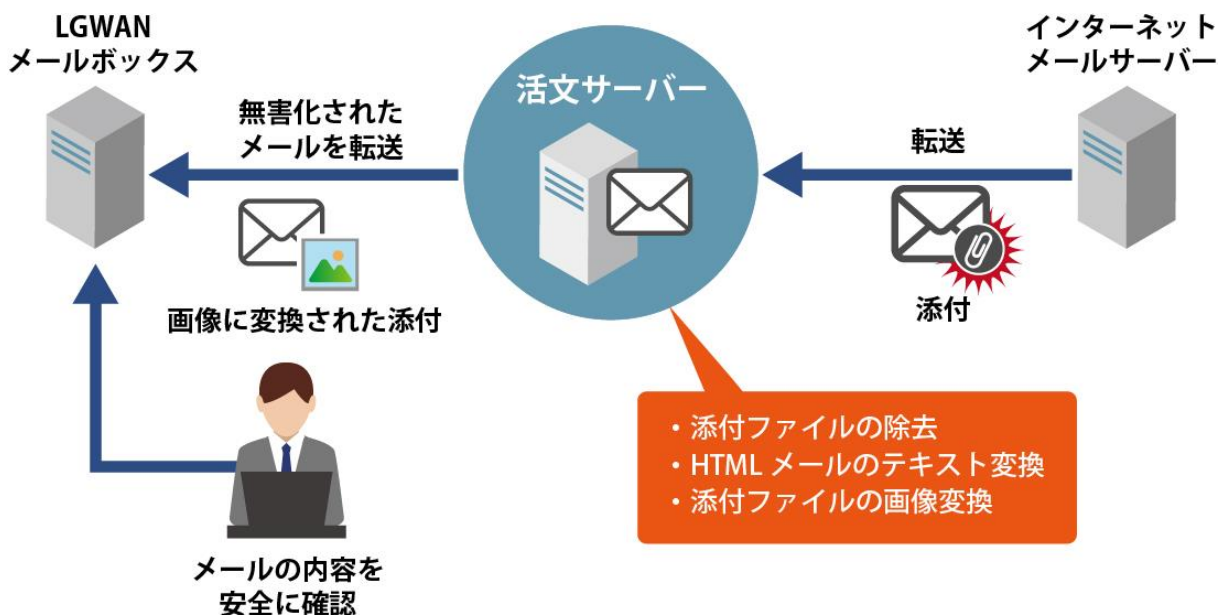 LGWAN
メールボックス
無害化された
メールを転送
画像に変換された添付
メールの内容を
安全に確認
活文サーバー
転送
添付
インターネット
メールサーバー
・添付ファイルの除去
・HTML メールのテキスト変換
・添付ファイルの画像変換